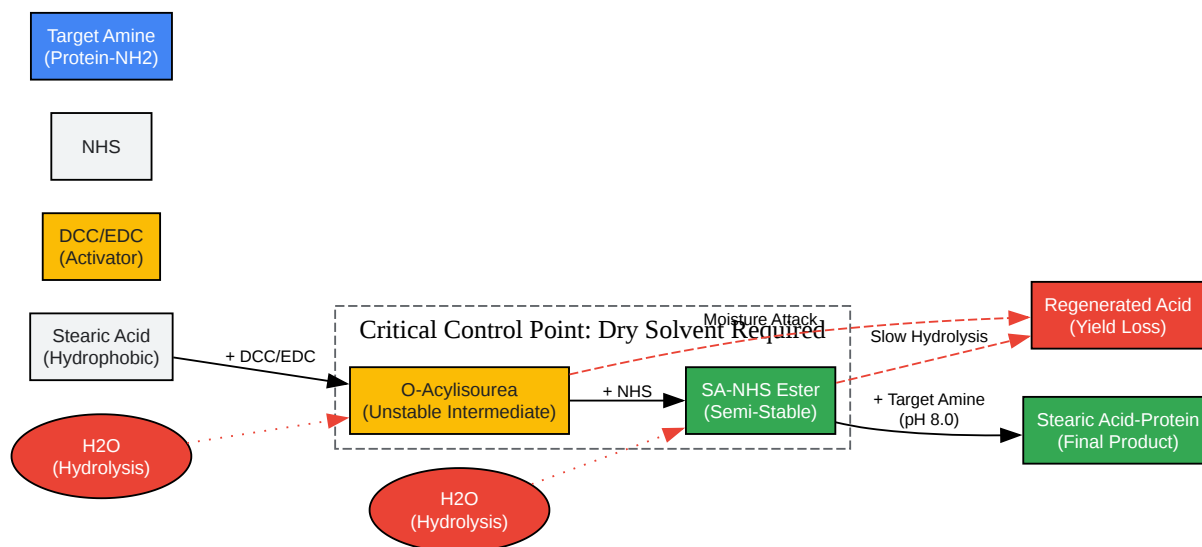 Target Amine
(Protein-NH2)
NHS
DCC/EDC
(Activator)
Stearic Acid
(Hydrophobic)
+ DCC/EDC
H2O
(Hydrolysis)
Critical Control Point: Dry Solvent Required
Moisture Attack
O-Acylisourea
(Unstable Intermediate)
+ NHS
SA-NHS Ester
(Semi-Stable)
H2O
(Hydrolysis)
Slow Hydrolysis
+ Target Amine
(pH 8.0)
Regenerated Acid
(Yield Loss)
Stearic Acid-Protein
(Final Product)